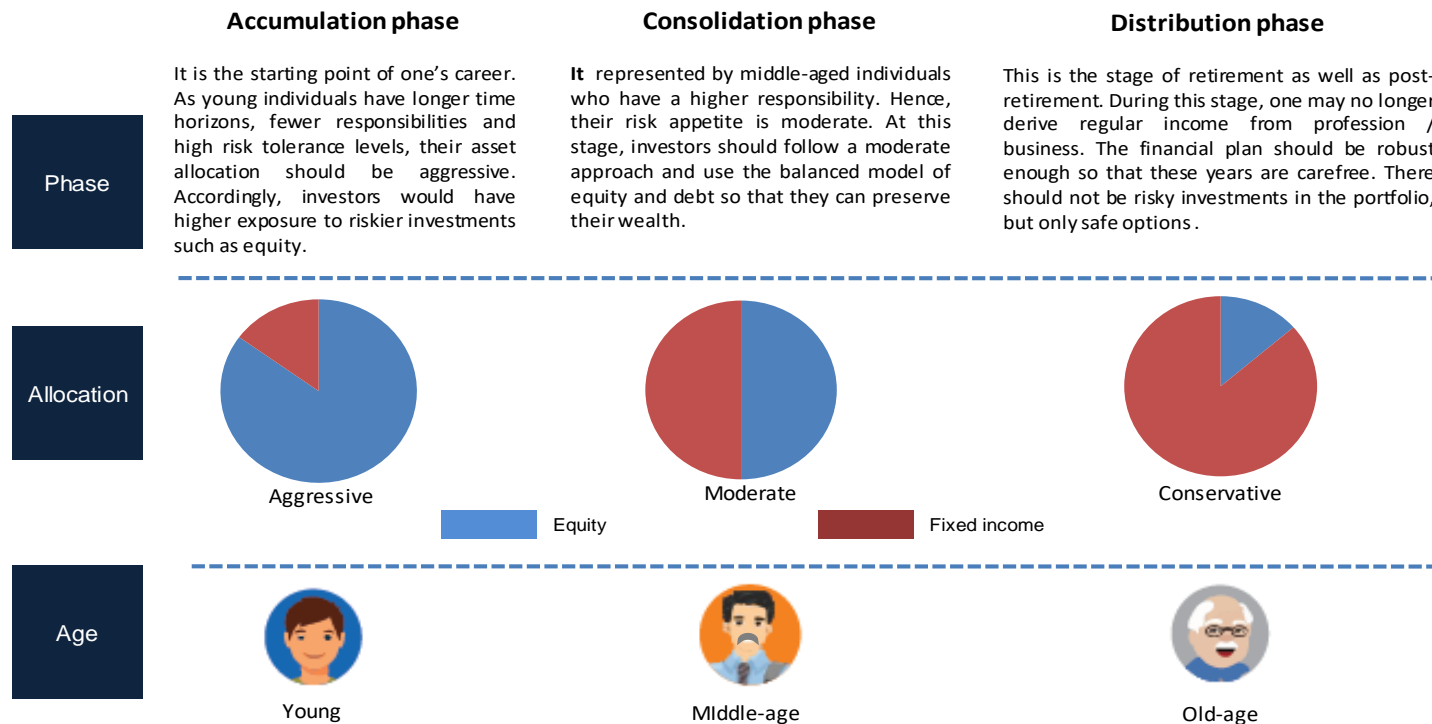 Accumulation phase
Consolidation phase
Distribution phase
Phase
It is the starting point of one’s career.
As young individuals have longer time
horizons, fewer responsibilities and
high risk tolerance levels, their asset
allocation should be aggressive.
Accordingly, investors would have
higher exposure to riskier investments
such as equity.
It represented by middle-aged individuals
who have a higher responsibility. Hence,
their risk appetite is moderate. At this
stage, investors should follow a moderate
approach and use the balanced model of
equity and debt so that they can preserve
their wealth.
This is the stage of retirement as well as post-
retirement. During this stage, one may no longer
derive regular income from profession /
business. The financial plan should be robust
enough so that these years are carefree. There
should not be risky investments in the portfolio,
but only safe options .
Allocation
Aggressive
Moderate
Conservative
Equity
Fixed income
Age
Young
MIddle-age
Old-age